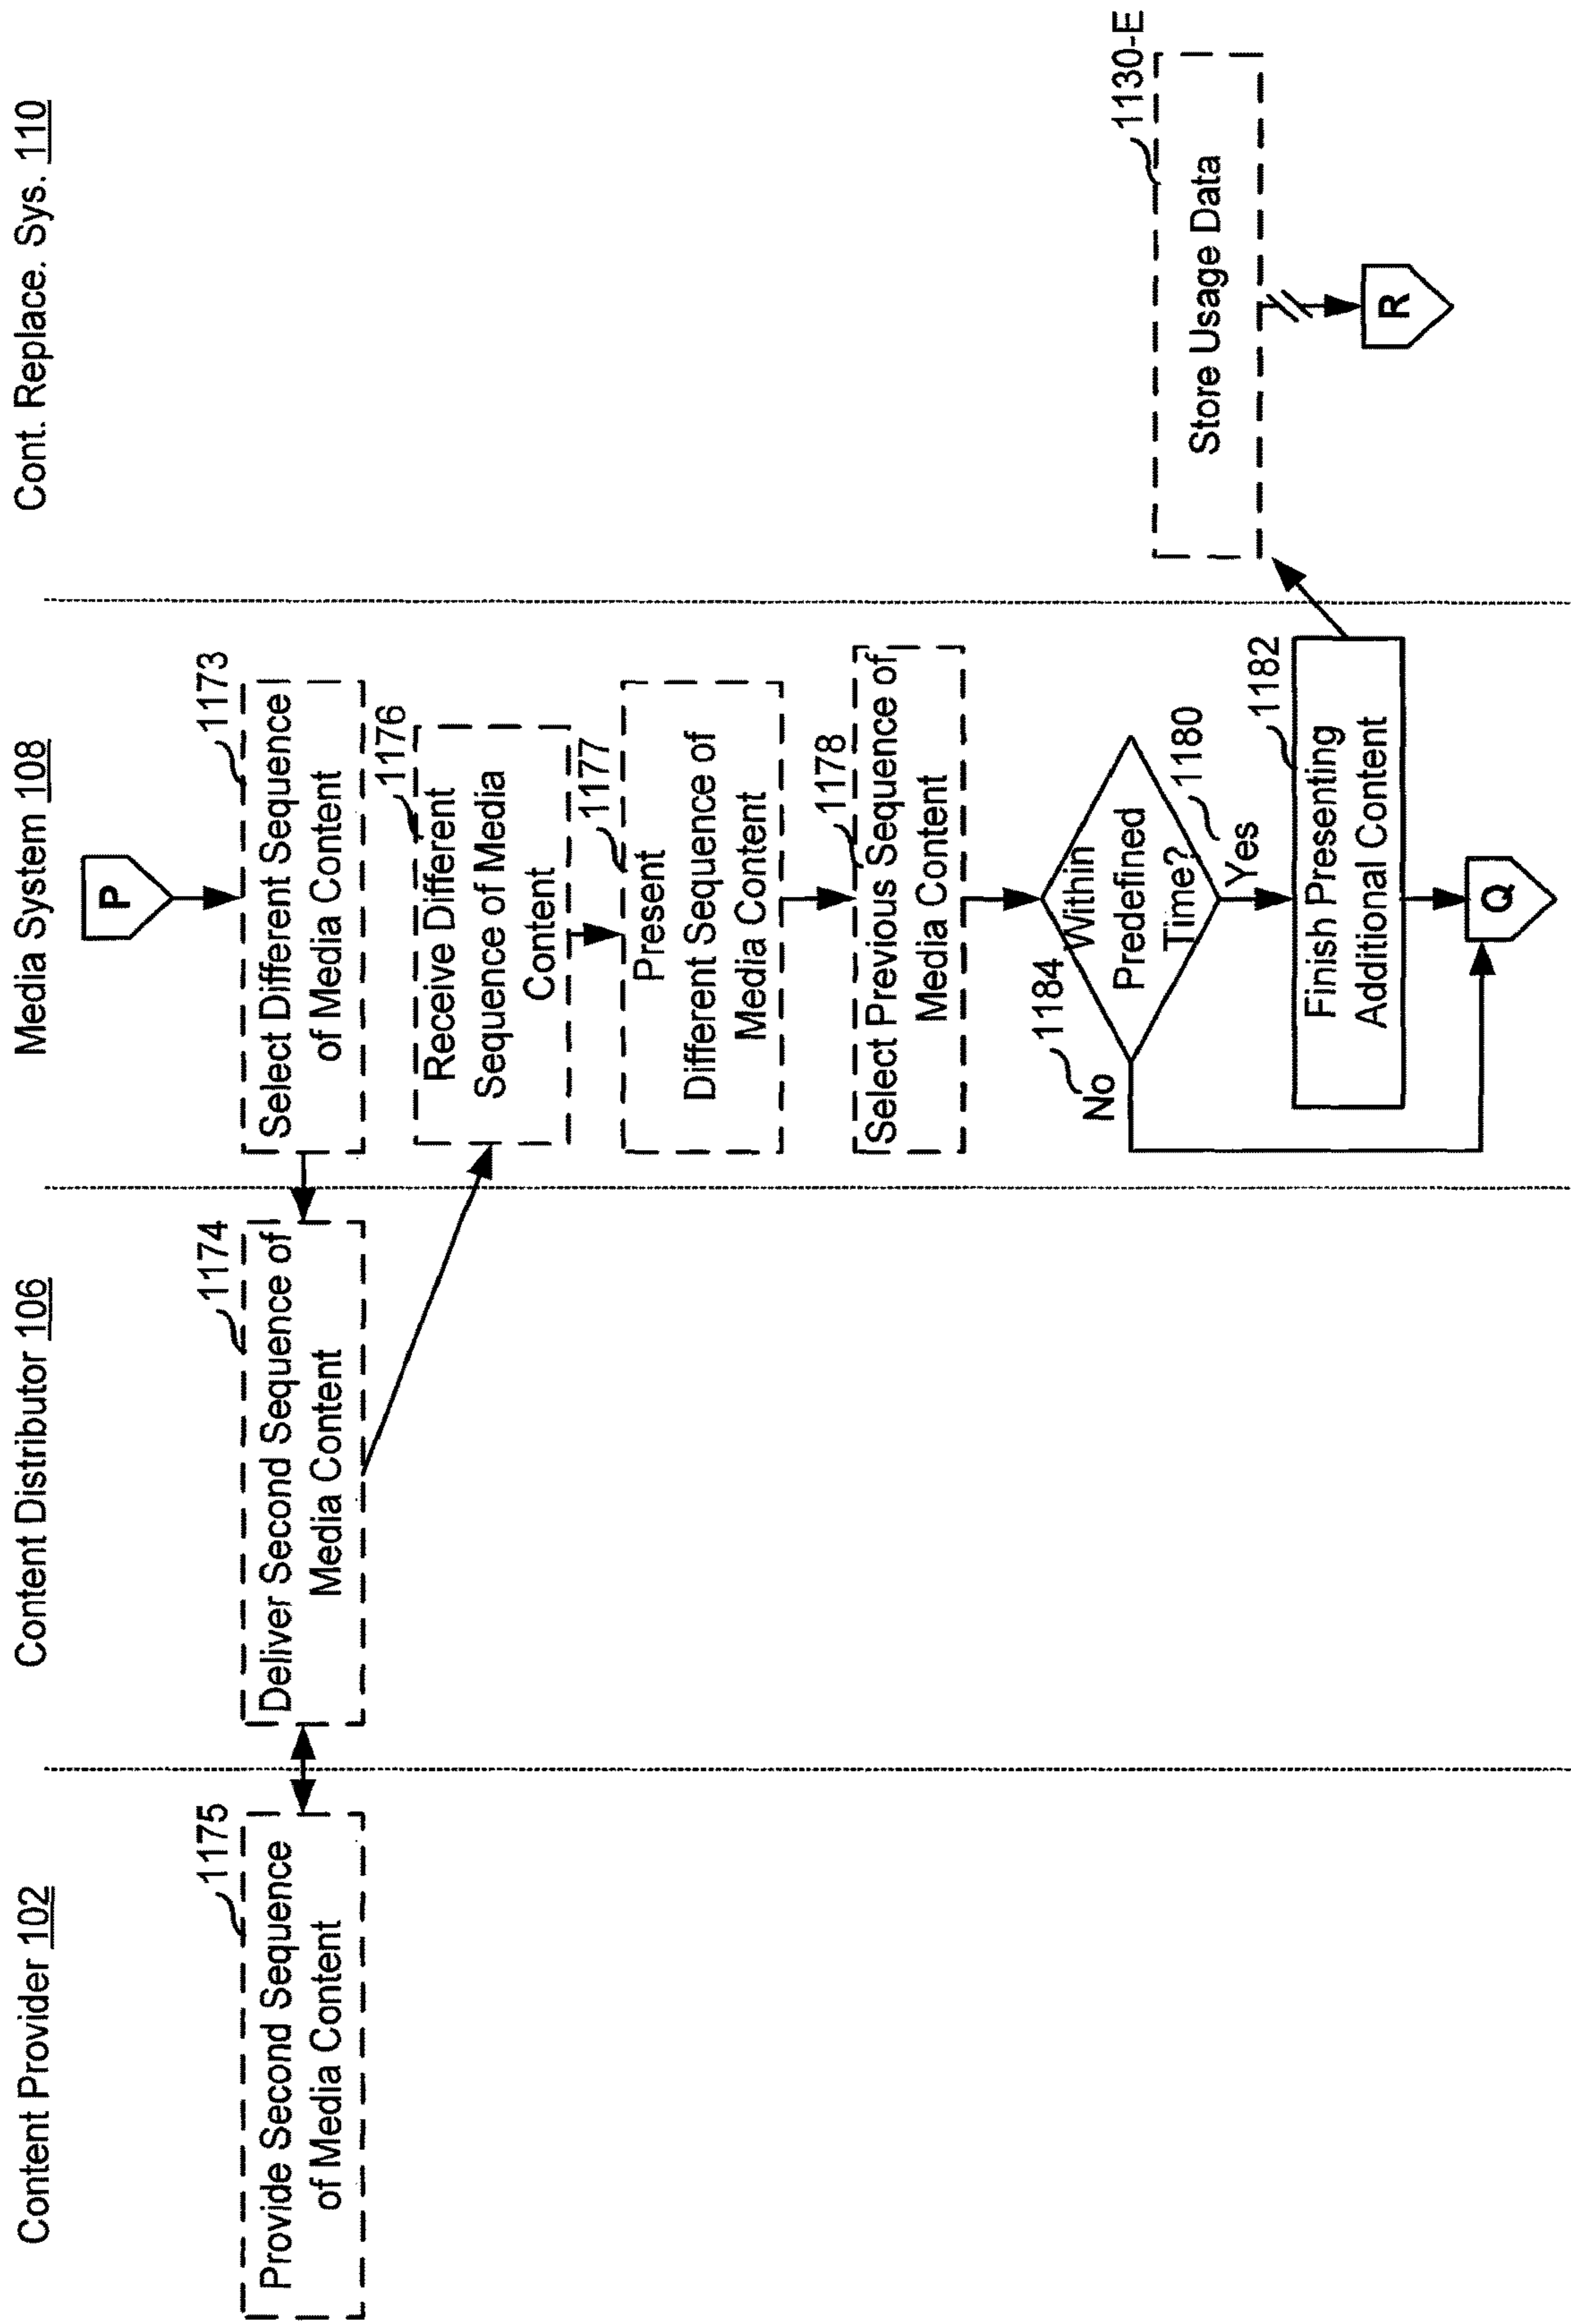 Content Provider 102
Content Distributor 106
Media System 108
Cont. Replace. Sys. 110
P
1175
Provide Second Sequence
of Media Content
1174
Deliver Second Sequence of
Media Content
1173
Select Different Sequence
of Media Content
1176
Receive Different
Sequence of Media
Content
1177
Present
Different Sequence of
Media Content
1178
Select Previous Sequence of
Media Content
1184
No
Within
Predefined
Time?
1180
Yes
1182
Finish Presenting
Additional Content
Q
1130-E
Store Usage Data
R